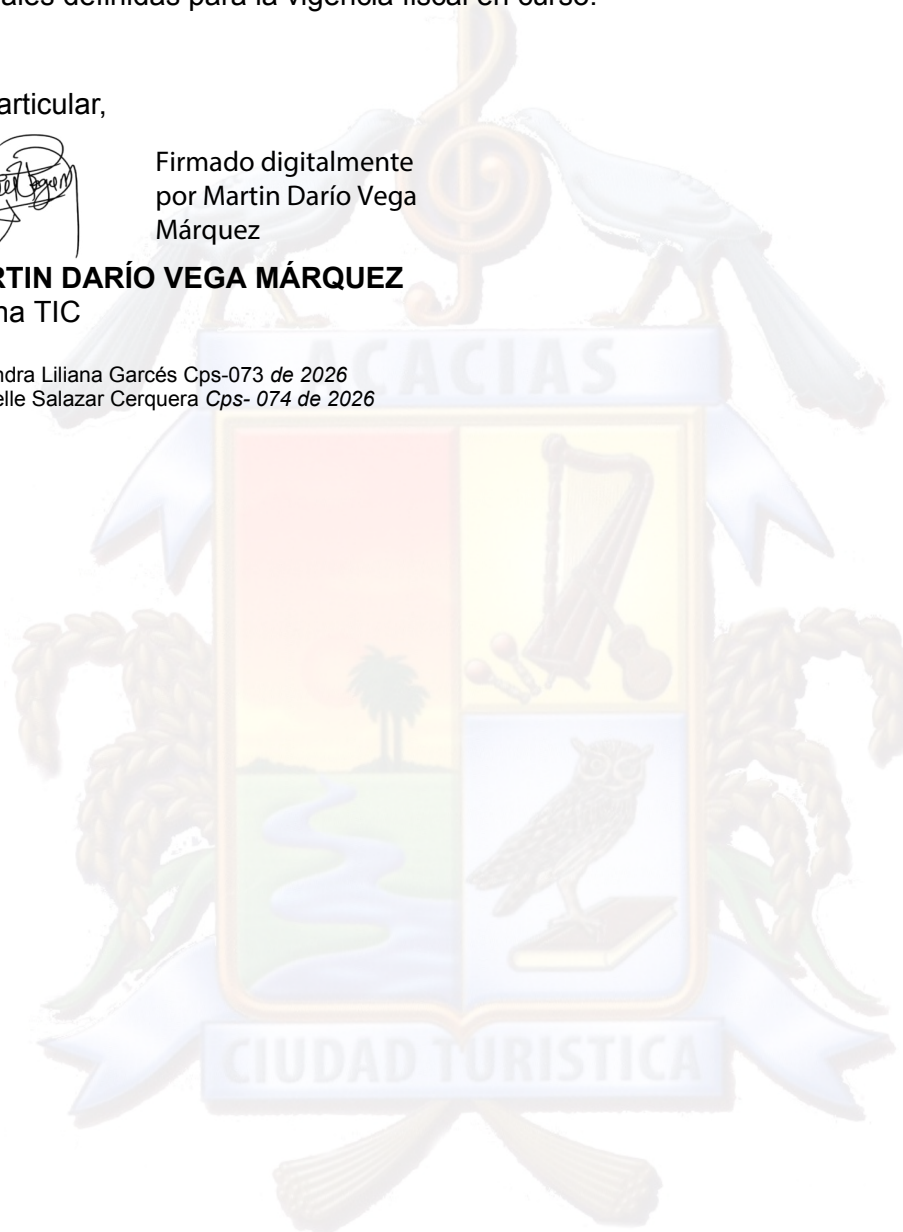 ales definidas para la vigencia fiscal en curso.
articular,
Firmado digitalmente
por Martin Darío Vega
Márquez
RTIN DARÍO VEGA MÁRQUEZ
na TIC
ndra Liliana Garcés Cps-073 de 2026
elle Salazar Cerquera Cps- 074 de 2026
ACACIAS
CIUDAD TURISTICA